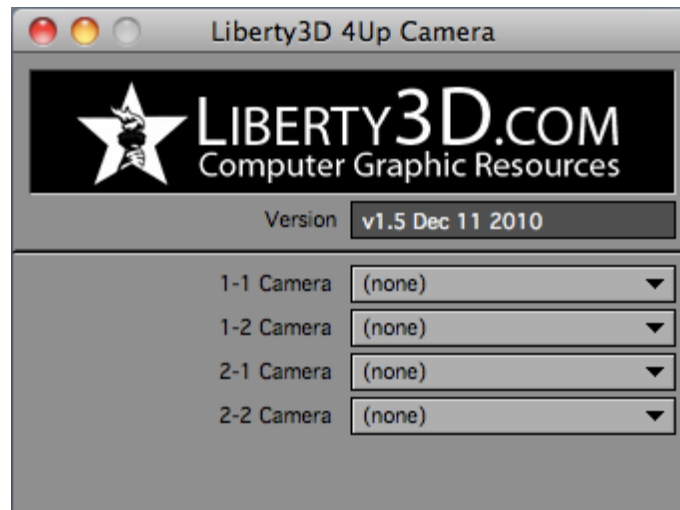 Liberty3D 4Up Camera
LIBERTY3D.COM
Computer Graphic Resources
Version v1.5 Dec 11 2010
1-1 Camera (none)
1-2 Camera (none)
2-1 Camera (none)
2-2 Camera (none)